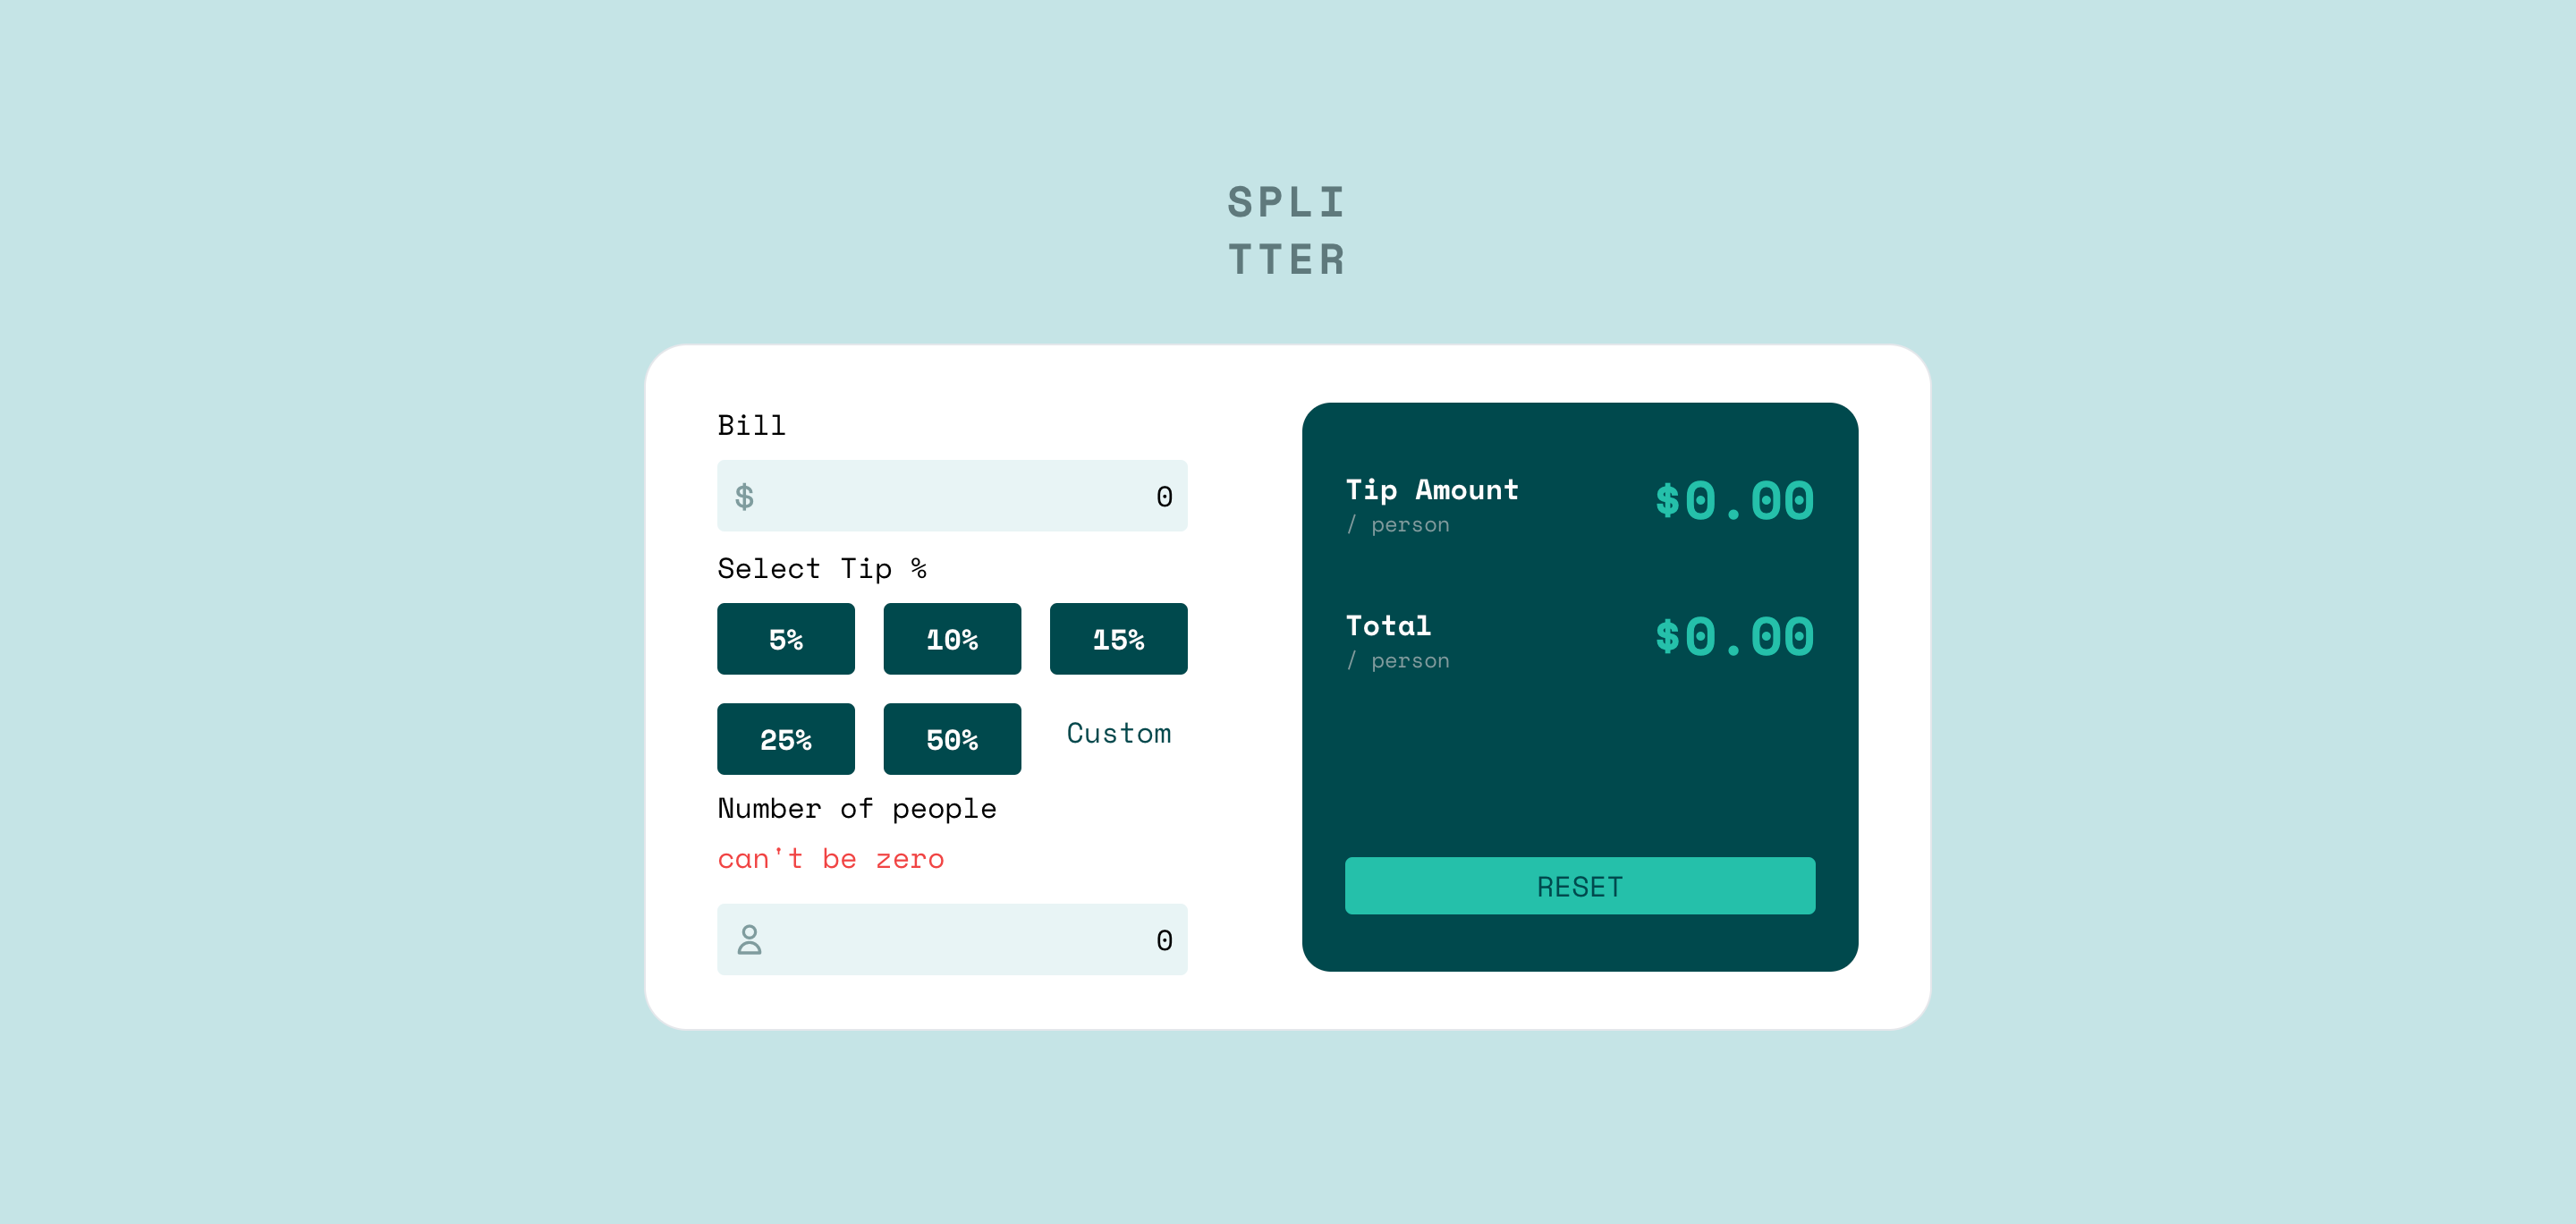 SPLI
TTER
Bill
$ 0
Select Tip %
5% 10% 15%
25% 50% Custom
Number of people
can't be zero
0
Tip Amount $0.00
/ person
Total $0.00
/ person
RESET